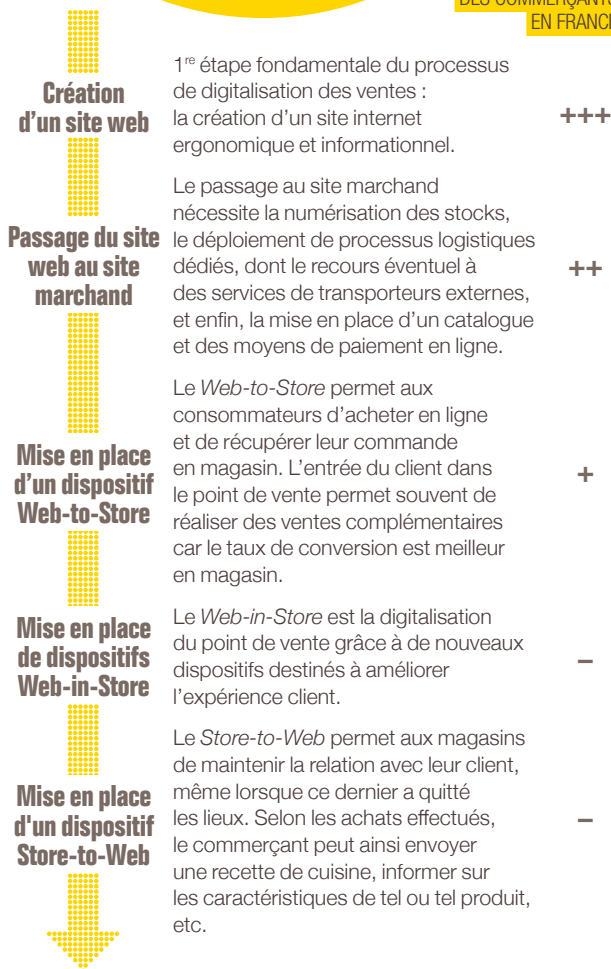 DES COMMERÇANTS
EN FRANCE
Création
d'un site web
1re étape fondamentale du processus
de digitalisation des ventes :
la création d'un site internet
ergonomique et informationnel.
+++
Passage du site
web au site
marchand
Le passage au site marchand
nécessite la numérisation des stocks,
le déploiement de processus logistiques
dédiés, dont le recours éventuel à
des services de transporteurs externes,
et enfin, la mise en place d'un catalogue
et des moyens de paiement en ligne.
++
Mise en place
d'un dispositif
Web-to-Store
Le Web-to-Store permet aux
consommateurs d'acheter en ligne
et de récupérer leur commande
en magasin. L'entrée du client dans
le point de vente permet souvent de
réaliser des ventes complémentaires
car le taux de conversion est meilleur
en magasin.
+
Mise en place
de dispositifs
Web-in-Store
Le Web-in-Store est la digitalisation
du point de vente grâce à de nouveaux
dispositifs destinés à améliorer
l'expérience client.
–
Mise en place
d'un dispositif
Store-to-Web
Le Store-to-Web permet aux magasins
de maintenir la relation avec leur client,
même lorsque ce dernier a quitté
les lieux. Selon les achats effectués,
le commerçant peut ainsi envoyer
une recette de cuisine, informer sur
les caractéristiques de tel ou tel produit,
etc.
–